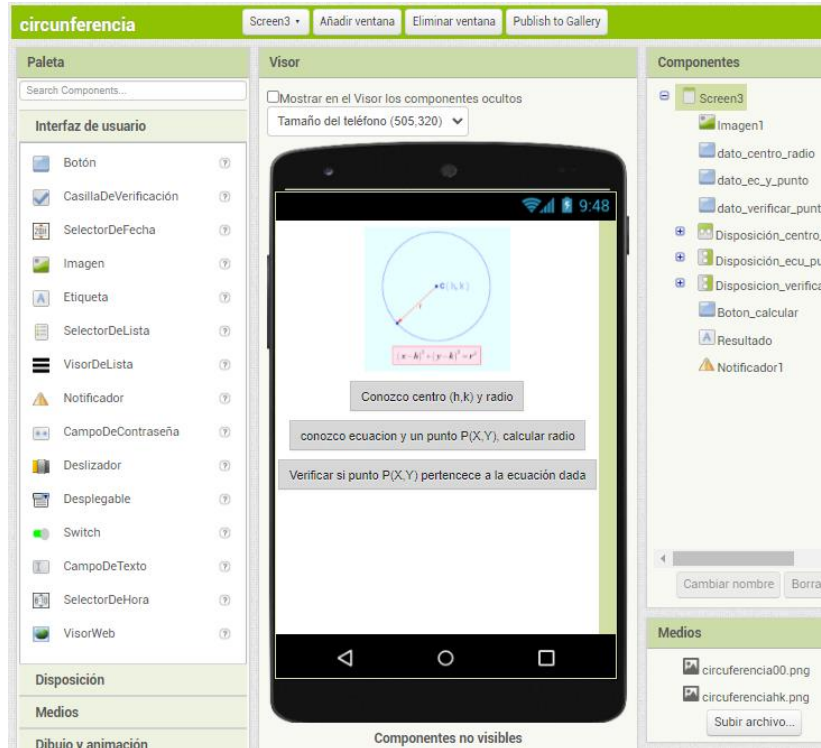 circunferencia
Screen3
Añadir ventana
Eliminar ventana
Publish to Gallery
Paleta
Search Components...
Interfaz de usuario
Botón
CasillaDeVerificación
SelectorDeFecha
Imagen
Etiqueta
SelectorDeLista
VisorDeLista
Notificador
CampoDeContraseña
Deslizador
Desplegable
Switch
CampoDeTexto
SelectorDeHora
VisorWeb
Disposición
Medios
Dibujo y animación
Visor
Mostrar en el Visor los componentes ocultos
Tamaño del teléfono (505,320)
9:48
C(h,k)
r
(x-h)²+(y-k)²=r²
Conozco centro (h,k) y radio
conozco ecuacion y un punto P(X,Y), calcular radio
Verificar si punto P(X,Y) pertencece a la ecuación dada
Componentes no visibles
Componentes
Screen3
Imagen1
dato_centro_radio
dato_ec_y_punto
dato_verificar_punt
Disposición_centro_
Disposición_ecu_pu
Disposicion_verifica
Boton_calcular
Resultado
Notificador1
Cambiar nombre
Borra
Medios
circuferencia00.png
circuferenciahk.png
Subir archivo...